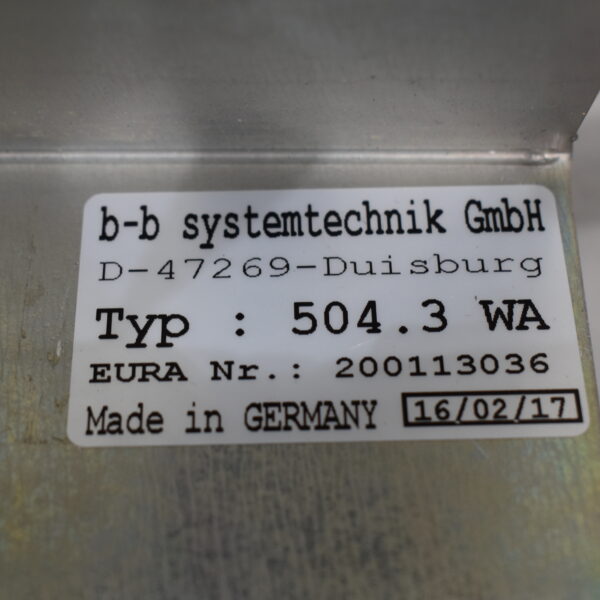 b-b systemtechnik GmbH
D-47269-Duisburg
Typ : 504.3 WA
EURA Nr.: 200113036
Made in GERMANY 16/02/17